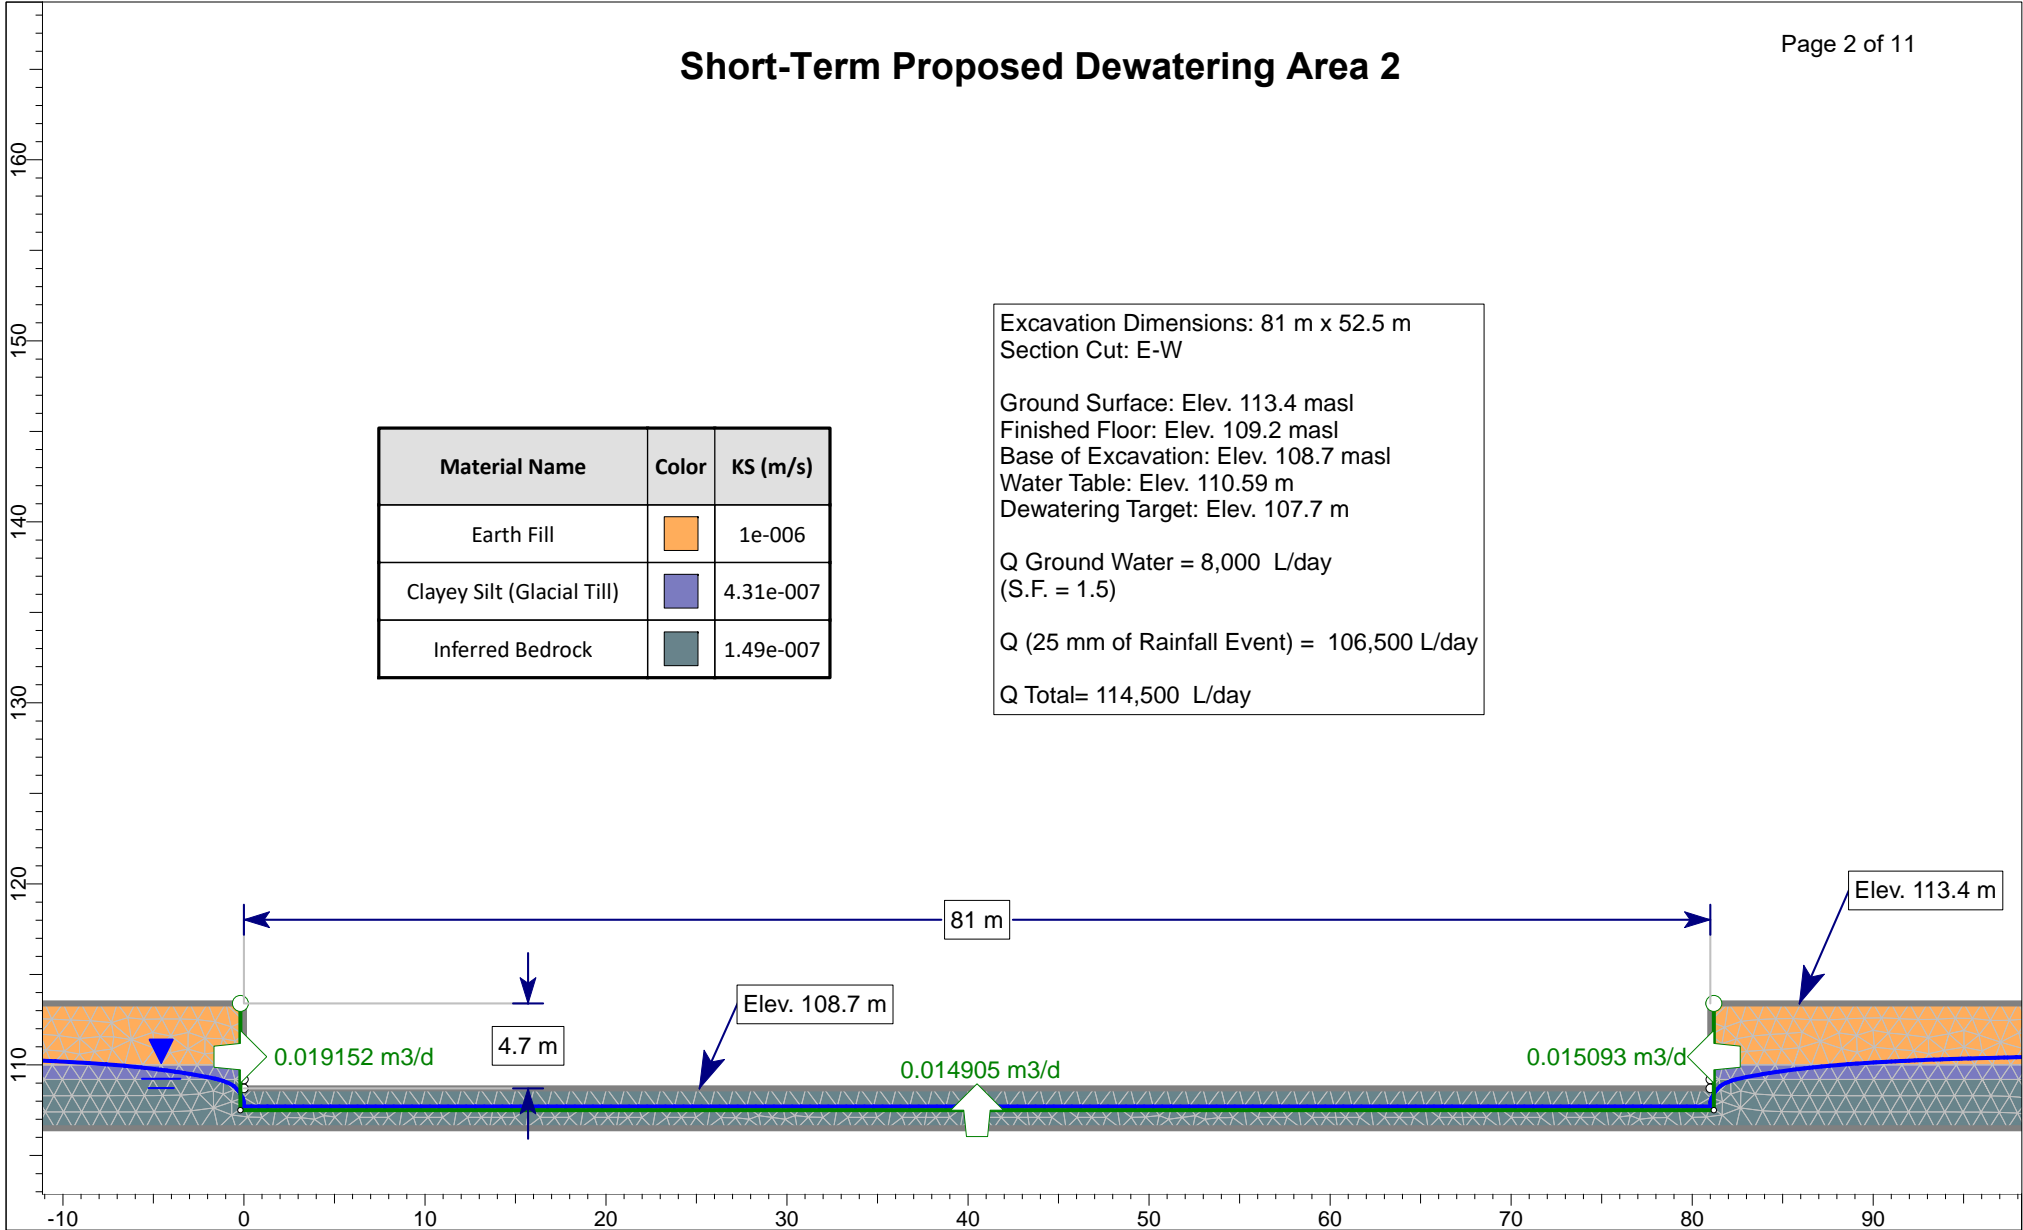 Short-Term Proposed Dewatering Area 2
Page 2 of 11
Material Name Color KS (m/s)
Earth Fill 1e-006
Clayey Silt (Glacial Till) 4.31e-007
Inferred Bedrock 1.49e-007
Excavation Dimensions: 81 m x 52.5 m
Section Cut: E-W
Ground Surface: Elev. 113.4 masl
Finished Floor: Elev. 109.2 masl
Base of Excavation: Elev. 108.7 masl
Water Table: Elev. 110.59 m
Dewatering Target: Elev. 107.7 m
Q Ground Water = 8,000 L/day
(S.F. = 1.5)
Q (25 mm of Rainfall Event) = 106,500 L/day
Q Total= 114,500 L/day
160
150
140
130
120
110
81 m
Elev. 113.4 m
Elev. 108.7 m
4.7 m
0.019152 m3/d
0.014905 m3/d
0.015093 m3/d
-10 0 10 20 30 40 50 60 70 80 90